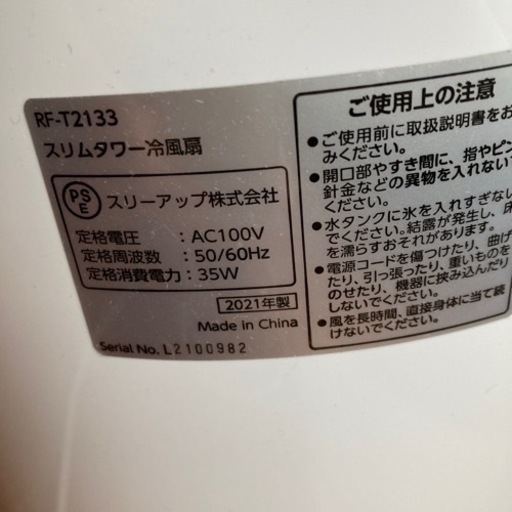 RF-T2133
スリムタワー冷風扇
PS
E
スリーアップ株式会社
定格電圧 : AC100V
定格周波数 : 50/60Hz
定格消費電力 : 35W
2021年製
Made in China
Serial No. L2100982
ご使用上の注意
●ご使用前に取扱説明書をお
みください。
●開口部やすき間に、指やピン
針金などの異物を入れない
ください。
●水タンクに氷を入れすぎない
でください。結露が発生し、床
を濡らすおそれがあります。
●電源コードを傷つけたり、曲げ
たり、引っ張ったり、重いものを
のせたり、機器に挟み込んだり
しないでください。
●風を長時間、直接身体に当て続
けないでください。